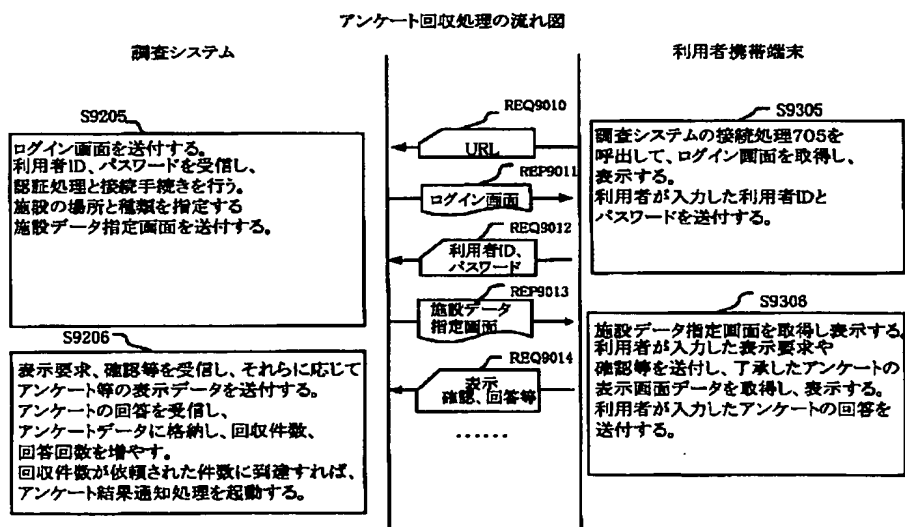 アンケート回収処理の流れ図
調査システム
利用者携帯端末
S9205
ログイン画面を送付する。
利用者ID、パスワードを受信し、
認証処理と接続手続きを行う。
施設の場所と種類を指定する
施設データ指定画面を送付する。
REQ9010
URL
REP9011
ログイン画面
REQ9012
利用者ID、
パスワード
REP9013
施設データ
指定画面
S9305
調査システムの接続処理705を
呼出して、ログイン画面を取得し、
表示する。
利用者が入力した利用者IDと
パスワードを送付する。
S9206
表示要求、確認等を受信し、それらに応じて
アンケート等の表示データを送付する。
アンケートの回答を受信し、
アンケートデータに格納し、回収件数、
回答回数を増やす。
回収件数が依頼された件数に到達すれば、
アンケート結果通知処理を起動する。
REQ9014
表示
確認、回答等
……
S9306
施設データ指定画面を取得し表示する。
利用者が入力した表示要求や
確認等を送付し、了承したアンケートの
表示画面データを取得し、表示する。
利用者が入力したアンケートの回答を
送付する。